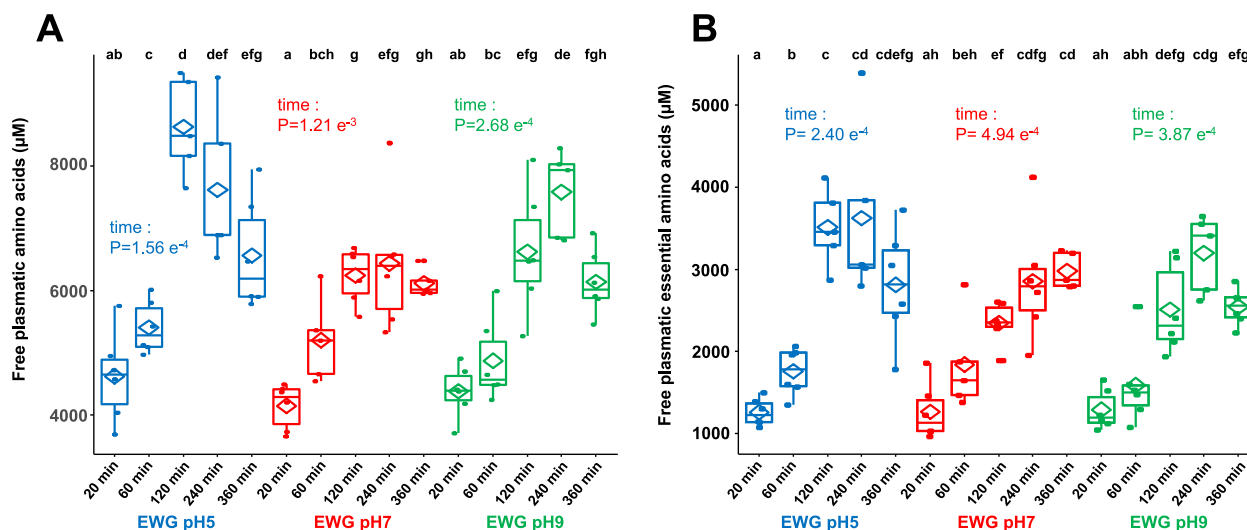 A
ab c d def efg a bch g efg gh ab bc efg de fgh
Free plasmatic amino acids (µM)
8000
6000
4000
time :
P=1.56 e-4
time :
P=1.21 e-3
time :
P=2.68 e-4
20 min 60 min 120 min 240 min 360 min 20 min 60 min 120 min 240 min 360 min 20 min 60 min 120 min 240 min 360 min
EWG pH5 EWG pH7 EWG pH9
B
a b c cd cdefg ah beh ef cdfg cd ah abh defg cdg efg
Free plasmatic essential amino acids (µM)
5000
4000
3000
2000
1000
time :
P= 2.40 e-4
time :
P= 4.94 e-4
time :
P= 3.87 e-4
20 min 60 min 120 min 240 min 360 min 20 min 60 min 120 min 240 min 360 min 20 min 60 min 120 min 240 min 360 min
EWG pH5 EWG pH7 EWG pH9